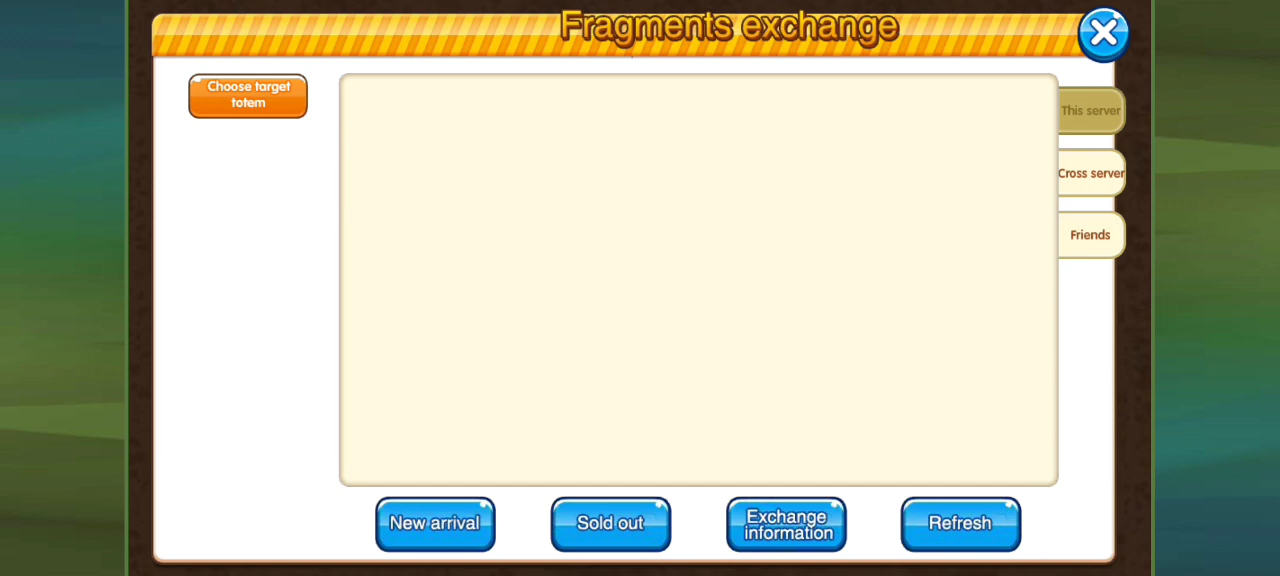 Fragments exchange
Choose target
totem
This server
Cross server
Friends
New arrival
Sold out
Exchange
information
Refresh